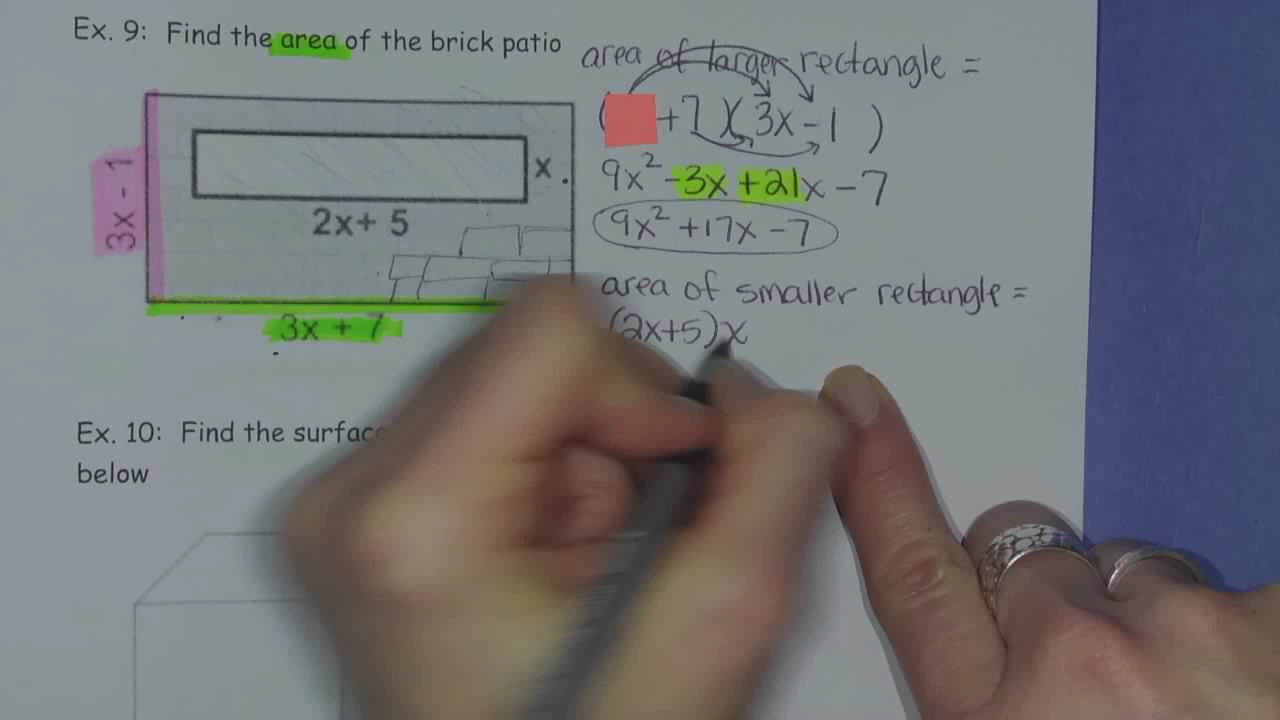 Ex. 9: Find the area of the brick patio
area of larger rectangle =
( +7)(3x-1)
9x² -3x +21x -7
9x² +17x -7
3x - 1
x.
2x+ 5
3x + 7
area of smaller rectangle =
(2x+5)x
Ex. 10: Find the surfac
below